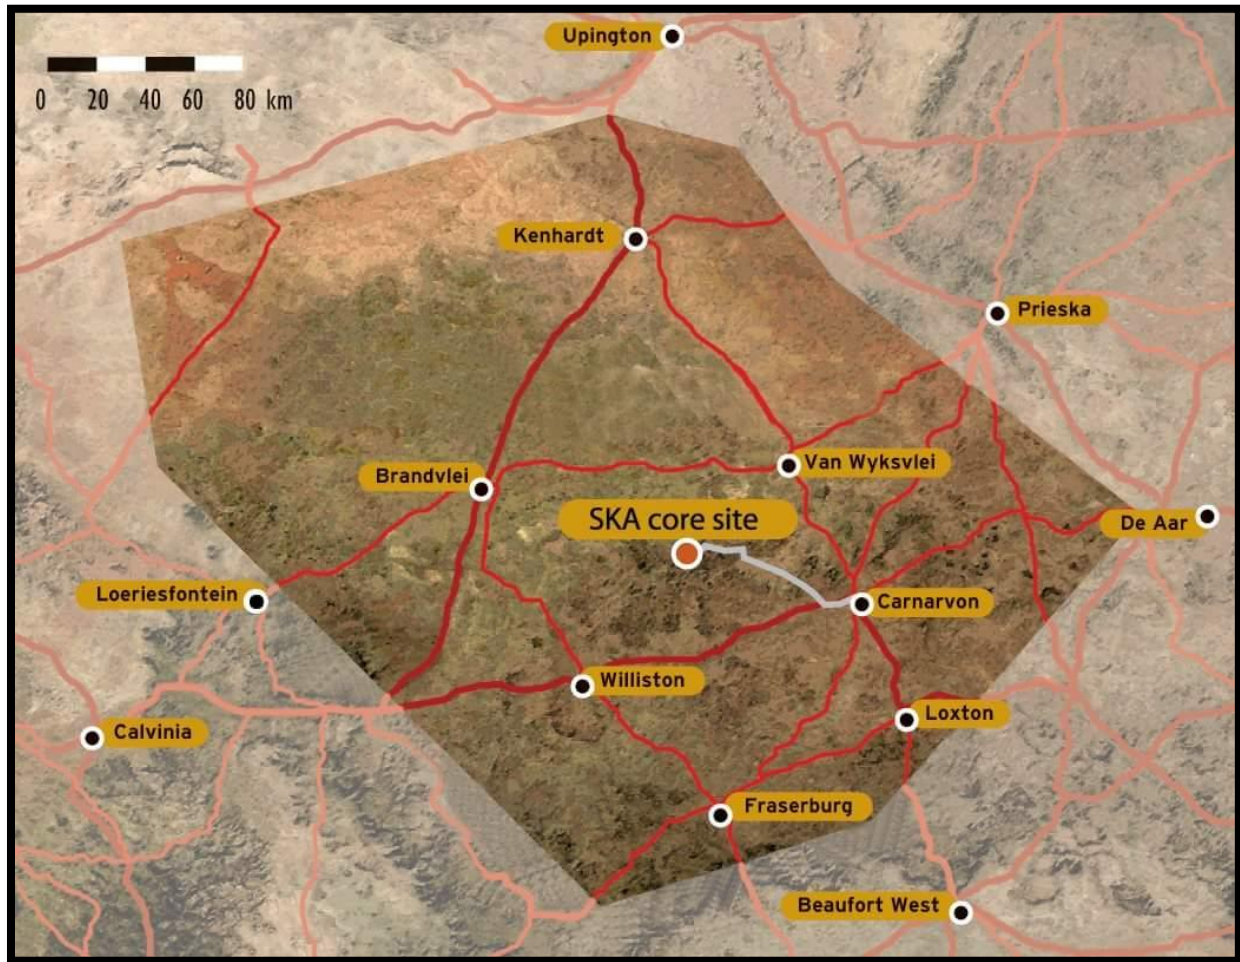 Upington
0 20 40 60 80 km
Kenhardt
Prieska
Brandvlei
Van Wyksvlei
SKA core site
De Aar
Loeriesfontein
Carnarvon
Williston
Loxton
Calvinia
Fraserburg
Beaufort West